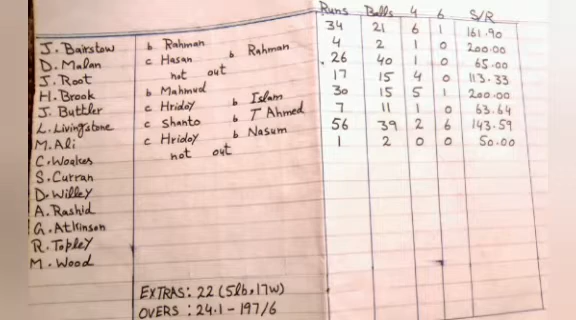 Runs Balls 4 6 S/R
J. Bairstow b Rahman 34 21 6 1 161.90
D. Malan c Hasan b Rahman 4 2 1 0 200.00
J. Root not out 26 40 1 0 65.00
H. Brook b Mahmud 17 15 4 0 113.33
J. Buttler c Hridoy b Islam 30 15 5 1 200.00
L. Livingstone c Shanto b T Ahmed 7 11 1 0 63.64
M. Ali c Hridoy b Nasum 56 39 2 6 143.59
C. Woakes not out 1 2 0 0 50.00
S. Curran
D. Willey
A. Rashid
G. Atkinson
R. Topley
M. Wood
EXTRAS: 22 (5lb, 17w)
OVERS: 24.1 - 197/6